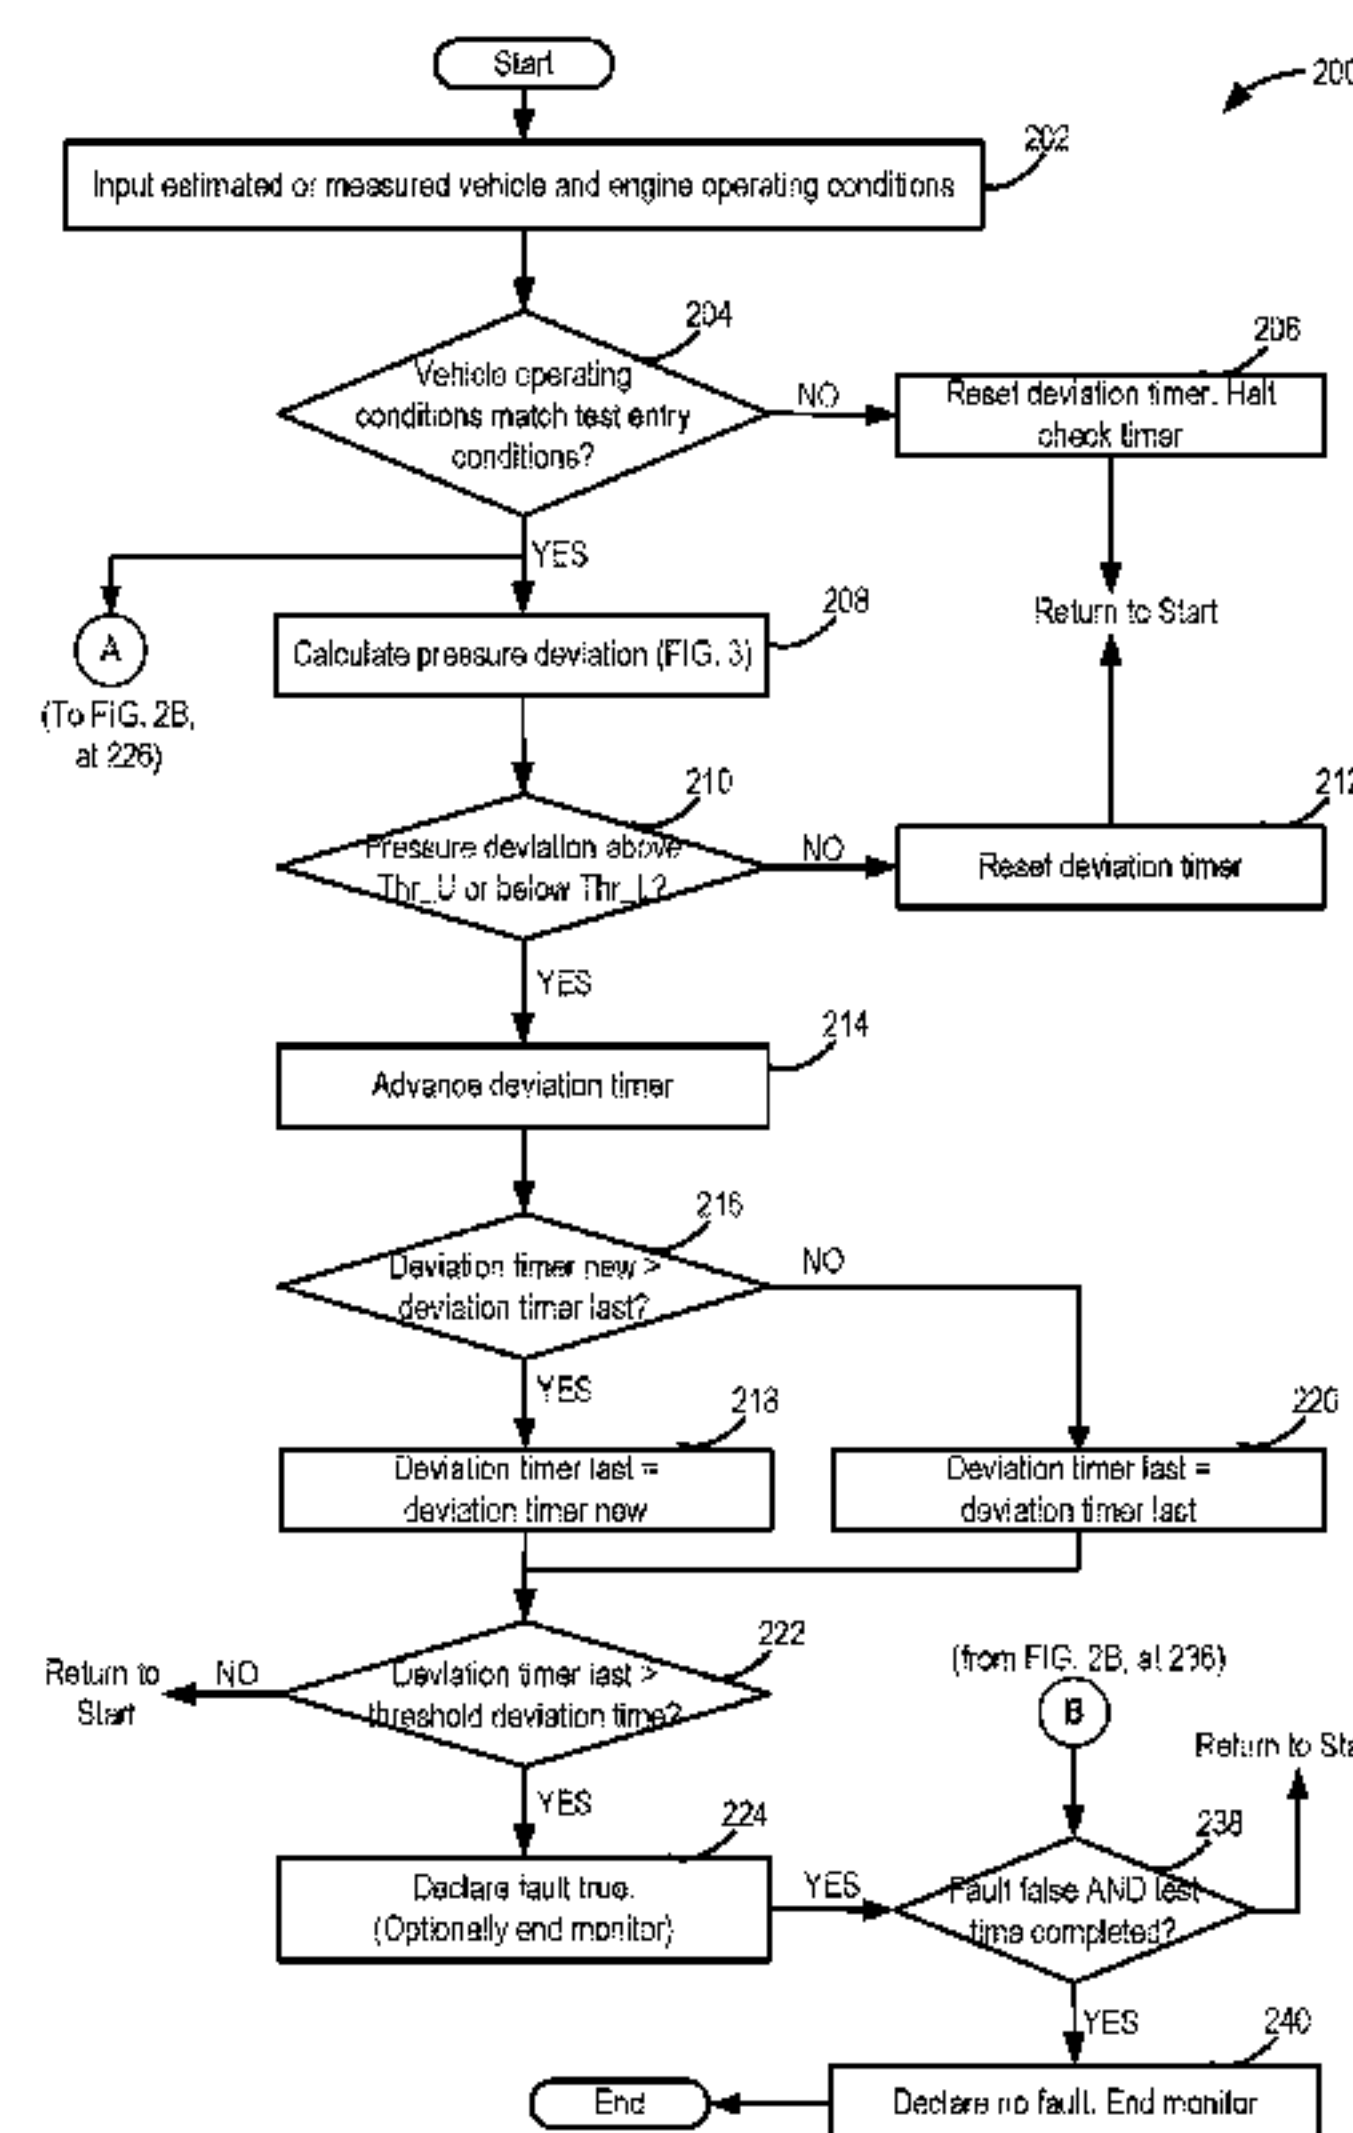 Start
200
202
Input estimated or measured vehicle and engine operating conditions
204
Vehicle operating
conditions match test entry
conditions?
NO
206
Reset deviation timer. Halt
check timer
YES
A
(To FIG. 2B,
at 226)
208
Calculate pressure deviation (FIG. 3)
Return to Start
210
Pressure deviation above
Thr_U or below Thr_L?
NO
212
Reset deviation timer
YES
214
Advance deviation timer
216
Deviation timer new >
deviation timer last?
NO
YES
218
Deviation timer last =
deviation timer new
220
Deviation timer last =
deviation timer last
222
Deviation timer last >
threshold deviation time?
NO
Return to
Start
(from FIG. 2B, at 236)
B
Return to Sta
YES
224
Declare fault true.
(Optionally end monitor)
YES
238
Fault false AND test
time completed?
YES
240
Declare no fault. End monitor
End